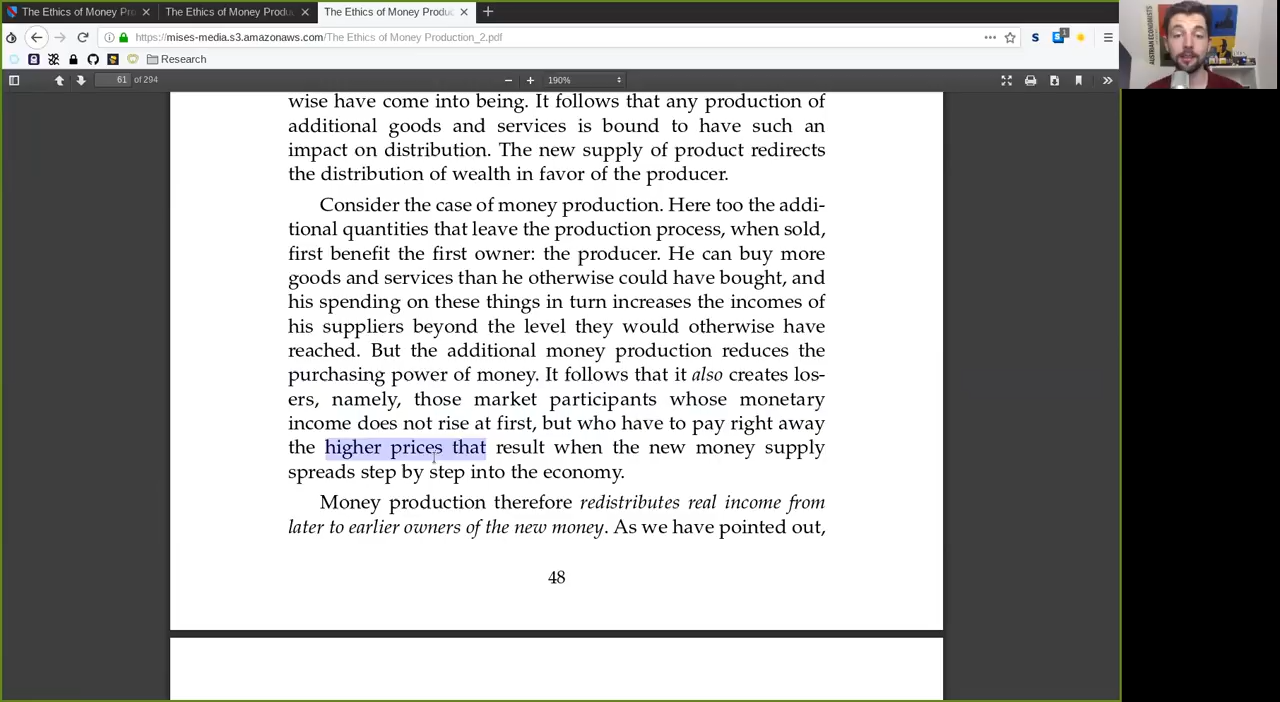 The Ethics of Money Pro
The Ethics of Money Produ
The Ethics of Money Produc
https://mises-media.s3.amazonaws.com/The Ethics of Money Production_2.pdf
Research
61 of 294
190%
AUSTRIAN ECONOMISTS
wise have come into being. It follows that any production of
additional goods and services is bound to have such an
impact on distribution. The new supply of product redirects
the distribution of wealth in favor of the producer.
Consider the case of money production. Here too the addi-
tional quantities that leave the production process, when sold,
first benefit the first owner: the producer. He can buy more
goods and services than he otherwise could have bought, and
his spending on these things in turn increases the incomes of
his suppliers beyond the level they would otherwise have
reached. But the additional money production reduces the
purchasing power of money. It follows that it also creates los-
ers, namely, those market participants whose monetary
income does not rise at first, but who have to pay right away
the higher prices that result when the new money supply
spreads step by step into the economy.
Money production therefore redistributes real income from
later to earlier owners of the new money. As we have pointed out,
48